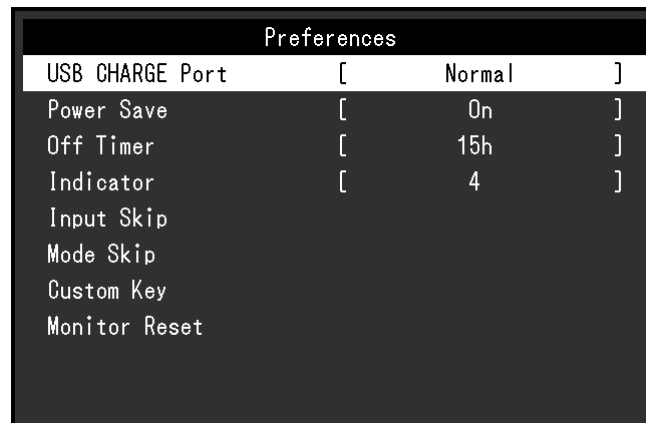 Preferences
USB CHARGE Port [ Normal ]
Power Save [ On ]
Off Timer [ 15h ]
Indicator [ 4 ]
Input Skip
Mode Skip
Custom Key
Monitor Reset